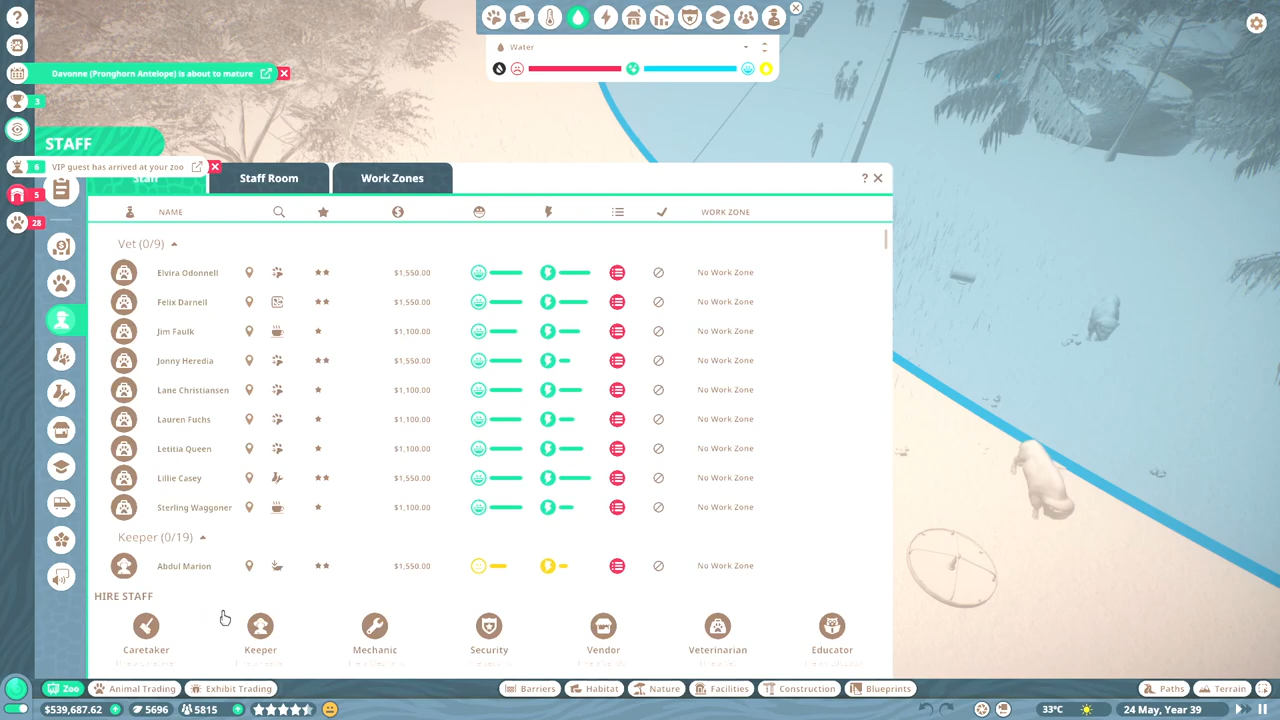 Water
Davonne (Pronghorn Antelope) is about to mature
3
STAFF
6 VIP guest has arrived at your zoo
5
28
Staff Room
Work Zones
?
NAME
WORK ZONE
Vet (0/9)
Elvira Odonnell $1,550.00 No Work Zone
Felix Darnell $1,550.00 No Work Zone
Jim Faulk $1,100.00 No Work Zone
Jonny Heredia $1,550.00 No Work Zone
Lane Christiansen $1,100.00 No Work Zone
Lauren Fuchs $1,100.00 No Work Zone
Letitia Queen $1,100.00 No Work Zone
Lillie Casey $1,550.00 No Work Zone
Sterling Waggoner $1,100.00 No Work Zone
Keeper (0/19)
Abdul Marion $1,550.00 No Work Zone
HIRE STAFF
Caretaker Keeper Mechanic Security Vendor Veterinarian Educator
Zoo Animal Trading Exhibit Trading Barriers Habitat Nature Facilities Construction Blueprints Paths Terrain
$539,687.62 5696 5815 33°C 24 May, Year 39